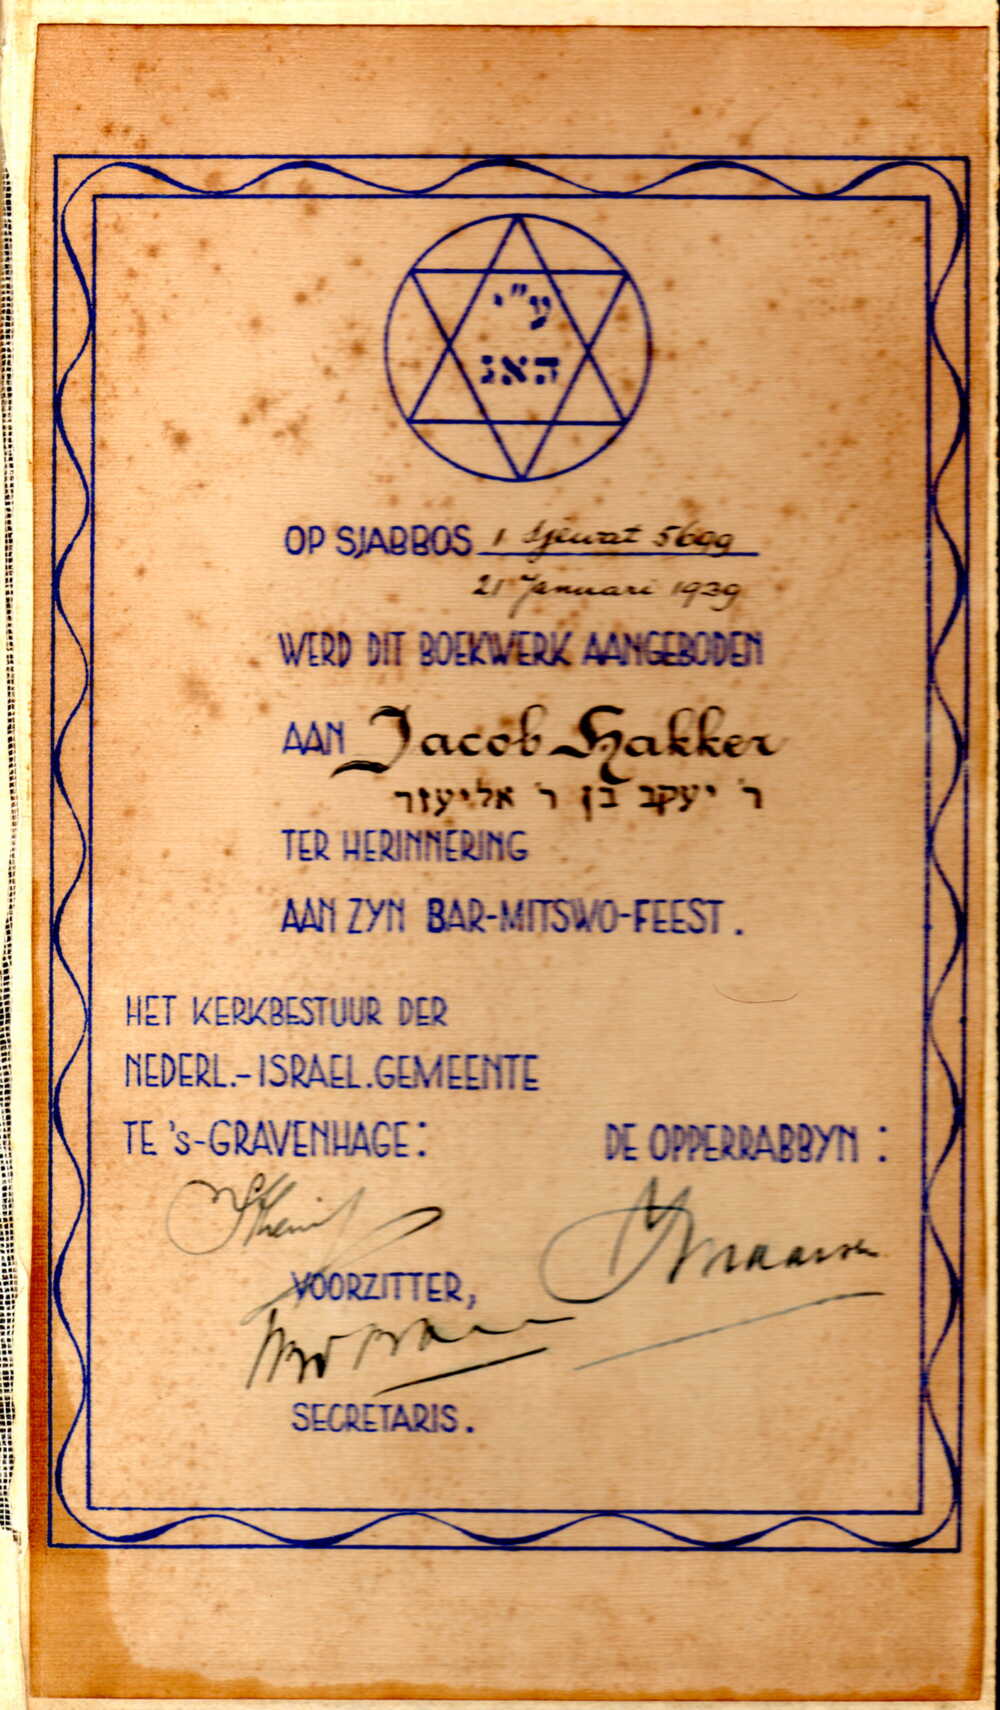 ע"י
האג
OP SJABBOS 1 Sjewat 5699
21 Januari 1939
WERD DIT BOEKWERK AANGEBODEN
AAN Jacob Hakker
ר' יעקב בן ר' אליעזר
TER HERINNERING
AAN ZYN BAR-MITSWO-FEEST.
HET KERKBESTUUR DER
NEDERL.-ISRAEL.GEMEENTE
TE 's-GRAVENHAGE:
DE OPPERRABBYN:
VOORZITTER,
SECRETARIS.